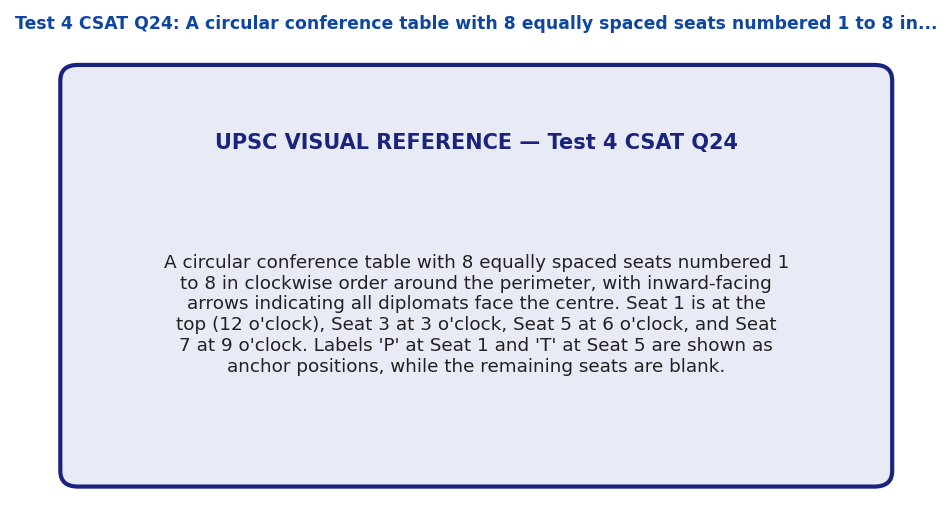 Test 4 CSAT Q24: A circular conference table with 8 equally spaced seats numbered 1 to 8 in...
UPSC VISUAL REFERENCE — Test 4 CSAT Q24
A circular conference table with 8 equally spaced seats numbered 1
to 8 in clockwise order around the perimeter, with inward-facing
arrows indicating all diplomats face the centre. Seat 1 is at the
top (12 o'clock), Seat 3 at 3 o'clock, Seat 5 at 6 o'clock, and Seat
7 at 9 o'clock. Labels 'P' at Seat 1 and 'T' at Seat 5 are shown as
anchor positions, while the remaining seats are blank.